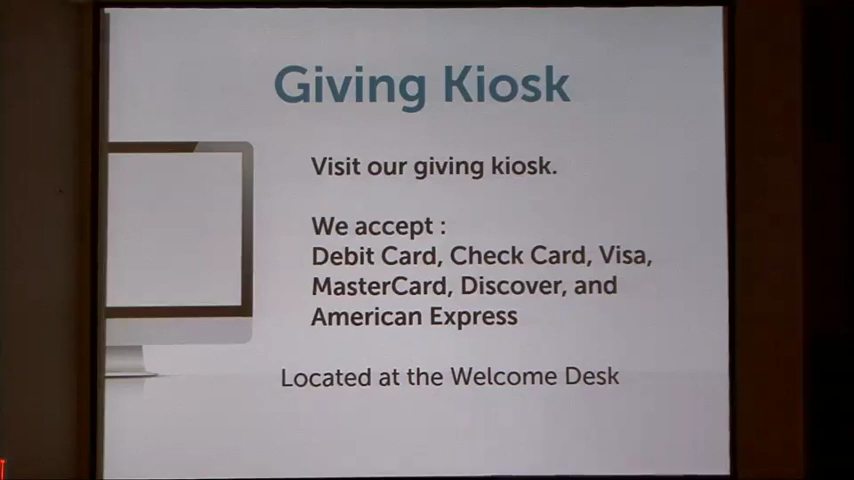 Giving Kiosk
Visit our giving kiosk.
We accept :
Debit Card, Check Card, Visa,
MasterCard, Discover, and
American Express
Located at the Welcome Desk